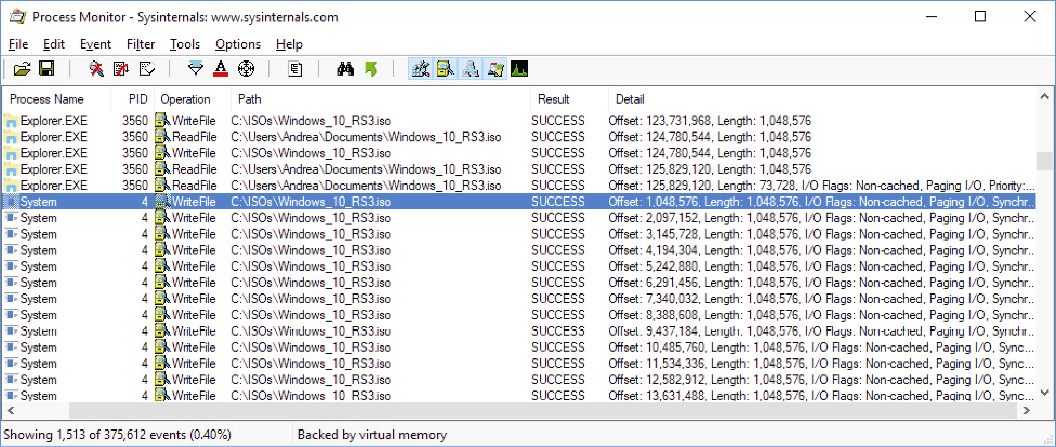 Process Monitor - Sysinternals: www.sysinternals.com
File Edit Event Filter Tools Options Help
Process Name PID Operation Path Result Detail
Explorer.EXE 3560 WriteFile C:\ISOs\Windows_10_RS3.iso SUCCESS Offset: 123,731,968, Length: 1,048,576
Explorer.EXE 3560 ReadFile C:\Users\Andrea\Documents\Windows_10_RS3.iso SUCCESS Offset: 124,780,544, Length: 1,048,576
Explorer.EXE 3560 WriteFile C:\ISOs\Windows_10_RS3.iso SUCCESS Offset: 124,780,544, Length: 1,048,576
Explorer.EXE 3560 ReadFile C:\Users\Andrea\Documents\Windows_10_RS3.iso SUCCESS Offset: 125,829,120, Length: 1,048,576
Explorer.EXE 3560 ReadFile C:\Users\Andrea\Documents\Windows_10_RS3.iso SUCCESS Offset: 125,829,120, Length: 73,728, I/O Flags: Non-cached, Paging I/O, Priority:...
System 4 WriteFile C:\ISOs\Windows_10_RS3.iso SUCCESS Offset: 1,048,576, Length: 1,048,576, I/O Flags: Non-cached, Paging I/O, Synchr...
System 4 WriteFile C:\ISOs\Windows_10_RS3.iso SUCCESS Offset: 2,097,152, Length: 1,048,576, I/O Flags: Non-cached, Paging I/O, Synchr...
System 4 WriteFile C:\ISOs\Windows_10_RS3.iso SUCCESS Offset: 3,145,728, Length: 1,048,576, I/O Flags: Non-cached, Paging I/O, Synchr...
System 4 WriteFile C:\ISOs\Windows_10_RS3.iso SUCCESS Offset: 4,194,304, Length: 1,048,576, I/O Flags: Non-cached, Paging I/O, Synchr...
System 4 WriteFile C:\ISOs\Windows_10_RS3.iso SUCCESS Offset: 5,242,880, Length: 1,048,576, I/O Flags: Non-cached, Paging I/O, Synchr...
System 4 WriteFile C:\ISOs\Windows_10_RS3.iso SUCCESS Offset: 6,291,456, Length: 1,048,576, I/O Flags: Non-cached, Paging I/O, Synchr...
System 4 WriteFile C:\ISOs\Windows_10_RS3.iso SUCCESS Offset: 7,340,032, Length: 1,048,576, I/O Flags: Non-cached, Paging I/O, Synchr...
System 4 WriteFile C:\ISOs\Windows_10_RS3.iso SUCCESS Offset: 8,388,608, Length: 1,048,576, I/O Flags: Non-cached, Paging I/O, Synchr...
System 4 WriteFile C:\ISOs\Windows_10_RS3.iso SUCCESS Offset: 9,437,184, Length: 1,048,576, I/O Flags: Non-cached, Paging I/O, Synchr...
System 4 WriteFile C:\ISOs\Windows_10_RS3.iso SUCCESS Offset: 10,485,760, Length: 1,048,576, I/O Flags: Non-cached, Paging I/O, Sync...
System 4 WriteFile C:\ISOs\Windows_10_RS3.iso SUCCESS Offset: 11,534,336, Length: 1,048,576, I/O Flags: Non-cached, Paging I/O, Sync...
System 4 WriteFile C:\ISOs\Windows_10_RS3.iso SUCCESS Offset: 12,582,912, Length: 1,048,576, I/O Flags: Non-cached, Paging I/O, Sync...
System 4 WriteFile C:\ISOs\Windows_10_RS3.iso SUCCESS Offset: 13,631,488, Length: 1,048,576, I/O Flags: Non-cached, Paging I/O, Sync...
Showing 1,513 of 375,612 events (0.40%) Backed by virtual memory